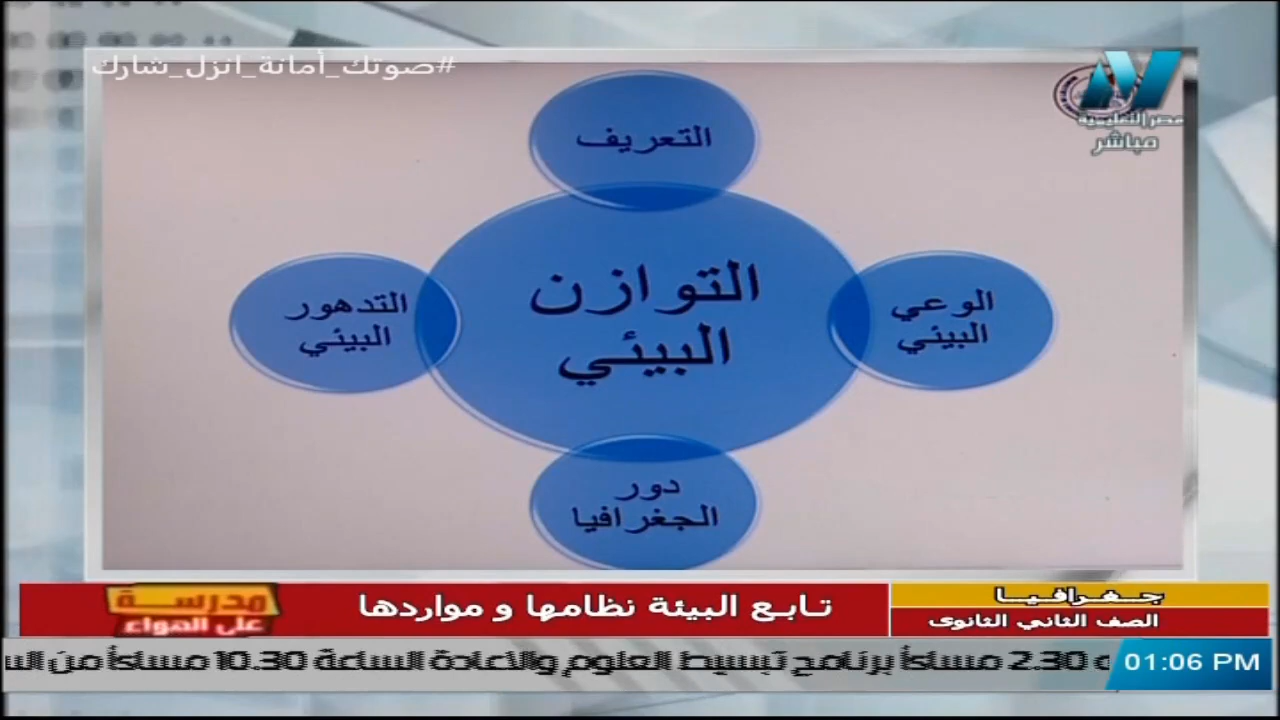 #صوتك_أمانة_انزل_شارك
مصر التعليمية
مباشر
التعريف
التوازن
البيئي
الوعي
البيئي
التدهور
البيئي
دور
الجغرافيا
جغرافيا
الصف الثاني الثانوى
تابع البيئة نظامها و مواردها
مدرسة
على الهواء
2.30 مساءاً برنامج تبسيط العلوم والاعادة الساعة 10.30 مساءاً من
01:06 PM